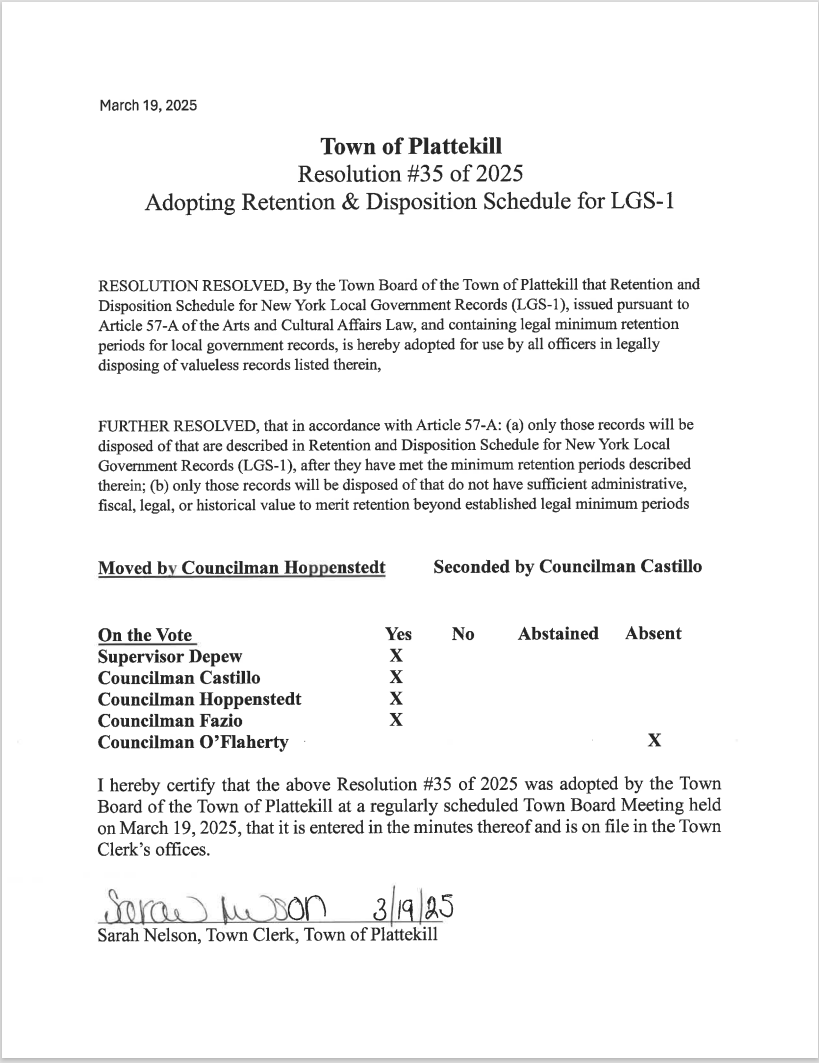 March 19, 2025
Town of Plattekill
Resolution #35 of 2025
Adopting Retention & Disposition Schedule for LGS-1
RESOLUTION RESOLVED, By the Town Board of the Town of Plattekill that Retention and
Disposition Schedule for New York Local Government Records (LGS-1), issued pursuant to
Article 57-A of the Arts and Cultural Affairs Law, and containing legal minimum retention
periods for local government records, is hereby adopted for use by all officers in legally
disposing of valueless records listed therein,
FURTHER RESOLVED, that in accordance with Article 57-A: (a) only those records will be
disposed of that are described in Retention and Disposition Schedule for New York Local
Government Records (LGS-1), after they have met the minimum retention periods described
therein; (b) only those records will be disposed of that do not have sufficient administrative,
fiscal, legal, or historical value to merit retention beyond established legal minimum periods
Moved by Councilman Hoppenstedt Seconded by Councilman Castillo
On the Vote Yes No Abstained Absent
Supervisor Depew X
Councilman Castillo X
Councilman Hoppenstedt X
Councilman Fazio X
Councilman O'Flaherty X
I hereby certify that the above Resolution #35 of 2025 was adopted by the Town
Board of the Town of Plattekill at a regularly scheduled Town Board Meeting held
on March 19, 2025, that it is entered in the minutes thereof and is on file in the Town
Clerk's offices.
Sarah Nelson 3/19/25
Sarah Nelson, Town Clerk, Town of Plattekill